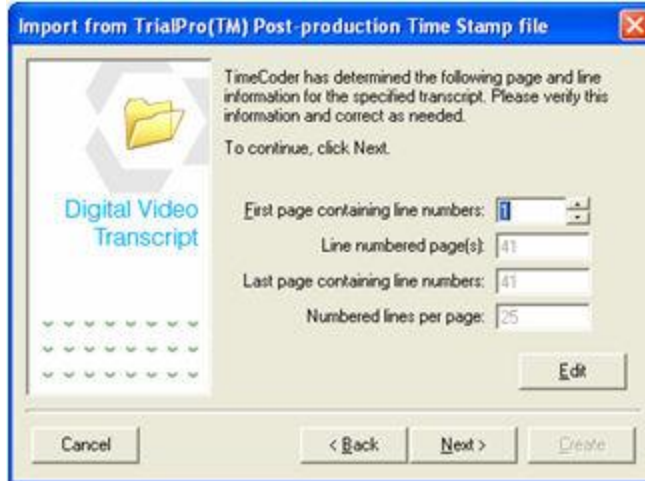 Import from TrialPro(TM) Post-production Time Stamp file
TimeCoder has determined the following page and line
information for the specified transcript. Please verify this
information and correct as needed.
To continue, click Next.
Digital Video
Transcript
First page containing line numbers: 1
Line numbered page(s): 41
Last page containing line numbers: 41
Numbered lines per page: 25
Edit
Cancel
< Back
Next >
Create